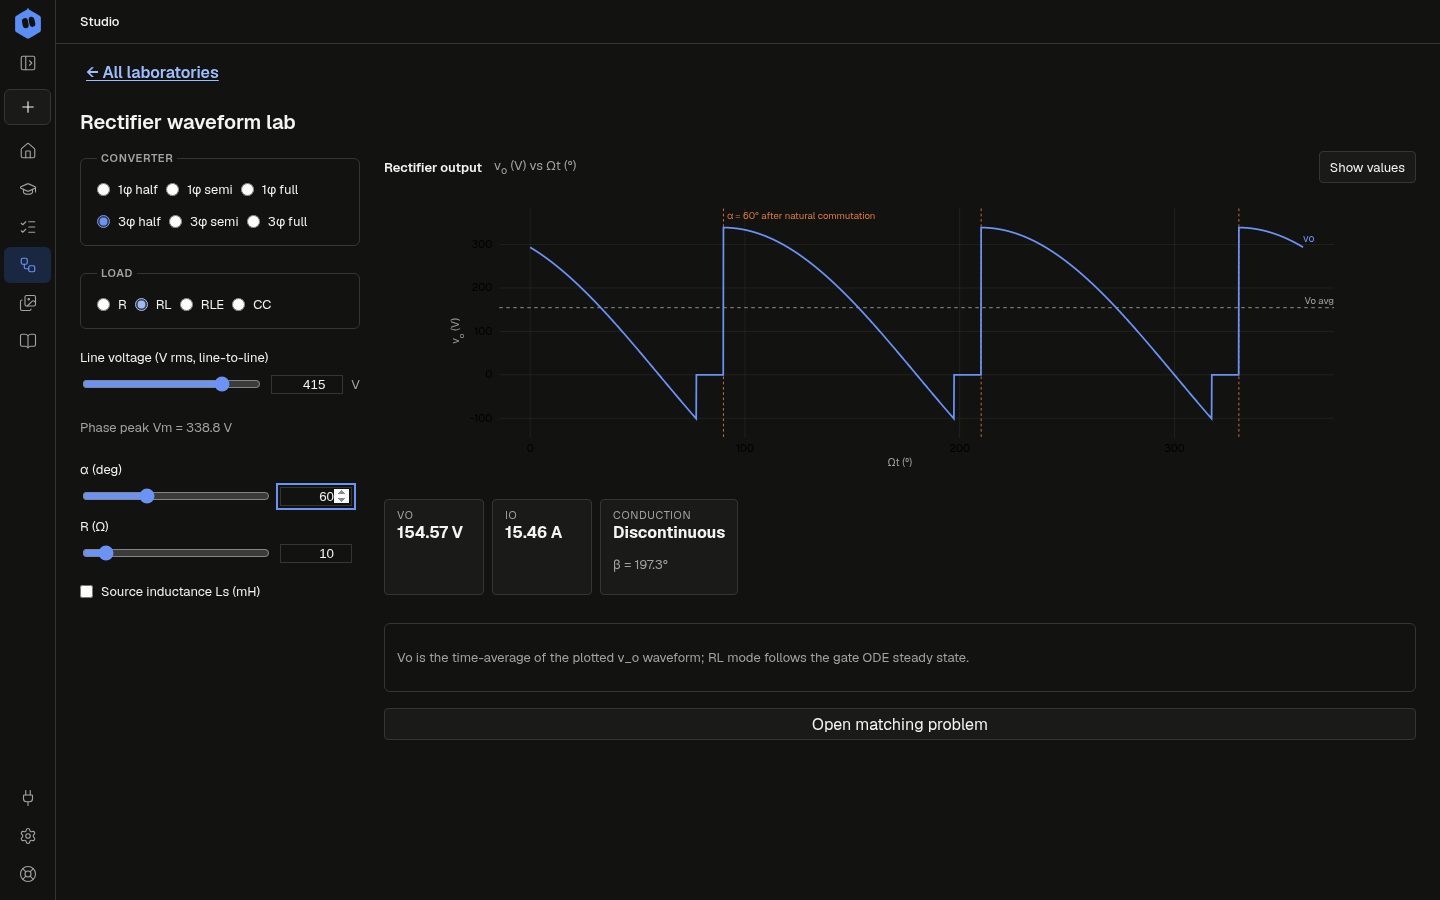 Studio
← All laboratories
Rectifier waveform lab
CONVERTER
1φ half 1φ semi 1φ full
3φ half 3φ semi 3φ full
LOAD
R RL RLE CC
Line voltage (V rms, line-to-line)
415 V
Phase peak Vm = 338.8 V
α (deg)
60
R (Ω)
10
Source inductance Ls (mH)
Rectifier output vo (V) vs Ωt (°)
Show values
α = 60° after natural commutation
vo
300
200
Vo avg
100
0
-100
vo (V)
0 100 200 300
Ωt (°)
VO
154.57 V
IO
15.46 A
CONDUCTION
Discontinuous
β = 197.3°
Vo is the time-average of the plotted v_o waveform; RL mode follows the gate ODE steady state.
Open matching problem